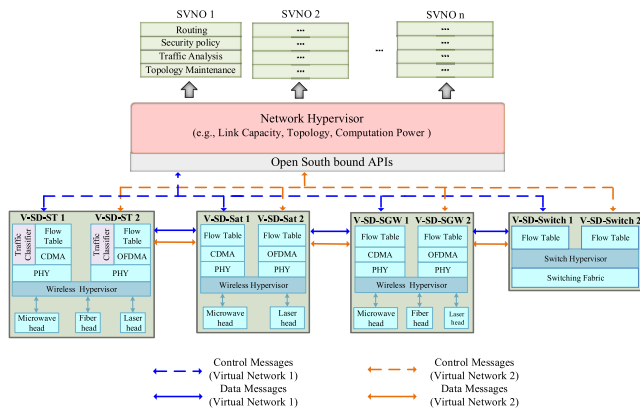 SVNO 1
SVNO 2
SVNO n
Routing
Security policy
Traffic Analysis
Topology Maintenance
...
...
...
...
...
...
...
...
...
Network Hypervisor
(e.g., Link Capacity, Topology, Computation Power )
Open South bound APIs
V-SD-ST 1
V-SD-ST 2
V-SD-Sat 1
V-SD-Sat 2
V-SD-SGW 1
V-SD-SGW 2
V-SD-Switch 1
V-SD-Switch 2
Traffic
Classifier
Flow
Table
CDMA
PHY
Traffic
Classifier
Flow
Table
OFDMA
PHY
Wireless Hypervisor
Microwave
head
Fiber
head
Laser
head
Flow Table
CDMA
PHY
Flow Table
OFDMA
PHY
Wireless Hypervisor
Microwave
head
Laser
head
Flow Table
CDMA
PHY
Flow Table
OFDMA
PHY
Wireless Hypervisor
Microwave
head
Fiber
head
Laser
head
Flow Table
Flow Table
Switch Hypervisor
Switching Fabric
Control Messages
(Virtual Network 1)
Control Messages
(Virtual Network 2)
Data Messages
(Virtual Network 1)
Data Messages
(Virtual Network 2)